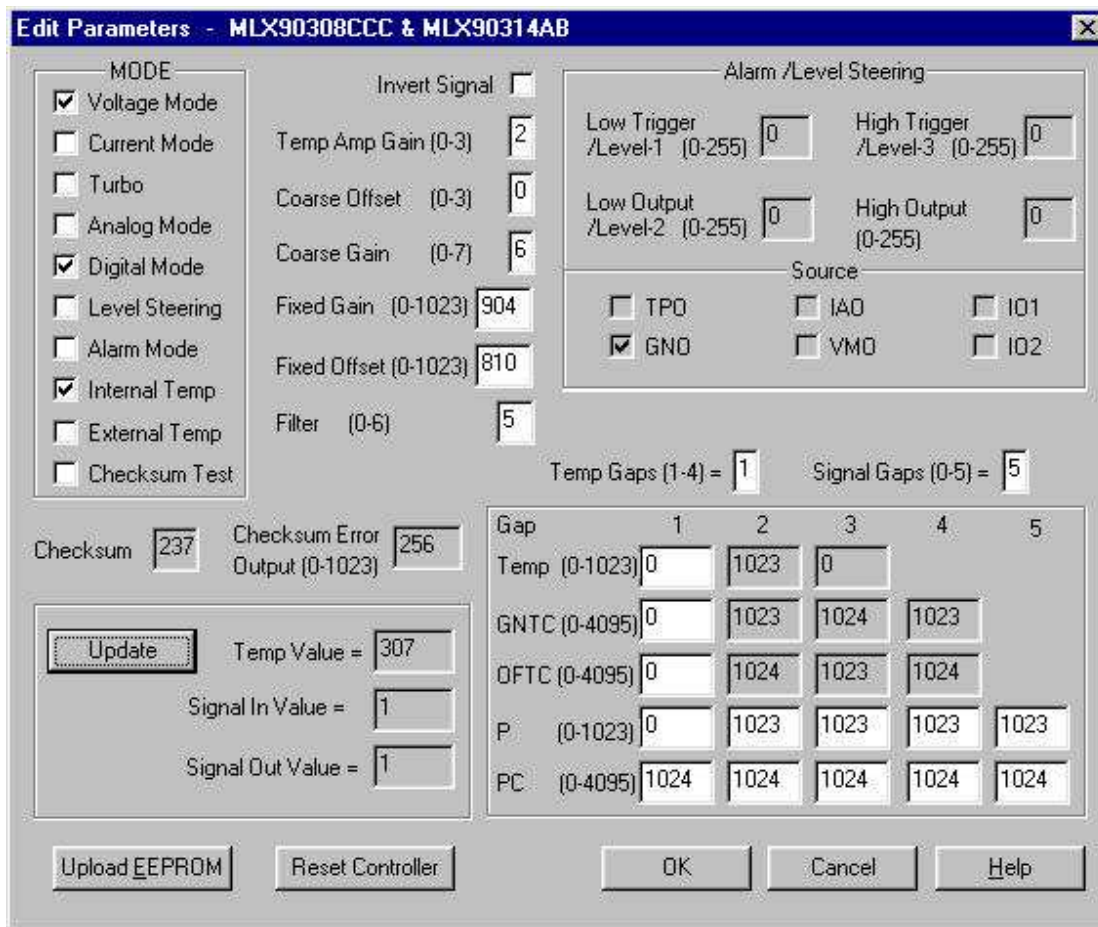 Edit Parameters - MLX90308CCC & MLX90314AB
MODE
Voltage Mode
Current Mode
Turbo
Analog Mode
Digital Mode
Level Steering
Alarm Mode
Internal Temp
External Temp
Checksum Test
Invert Signal
Temp Amp Gain (0-3) 2
Coarse Offset (0-3) 0
Coarse Gain (0-7) 6
Fixed Gain (0-1023) 904
Fixed Offset (0-1023) 810
Filter (0-6) 5
Alarm /Level Steering
Low Trigger
/Level-1 (0-255) 0
High Trigger
/Level-3 (0-255) 0
Low Output
/Level-2 (0-255) 0
High Output
(0-255) 0
Source
TPO IAO IO1
GNO VMO IO2
Temp Gaps (1-4) = 1 Signal Gaps (0-5) = 5
Checksum 237
Checksum Error
Output (0-1023) 256
Update
Temp Value = 307
Signal In Value = 1
Signal Out Value = 1
Gap 1 2 3 4 5
Temp (0-1023) 0 1023 0
GNTC (0-4095) 0 1023 1024 1023
OFTC (0-4095) 0 1024 1023 1024
P (0-1023) 0 1023 1023 1023 1023
PC (0-4095) 1024 1024 1024 1024 1024
Upload EEPROM
Reset Controller
OK
Cancel
Help